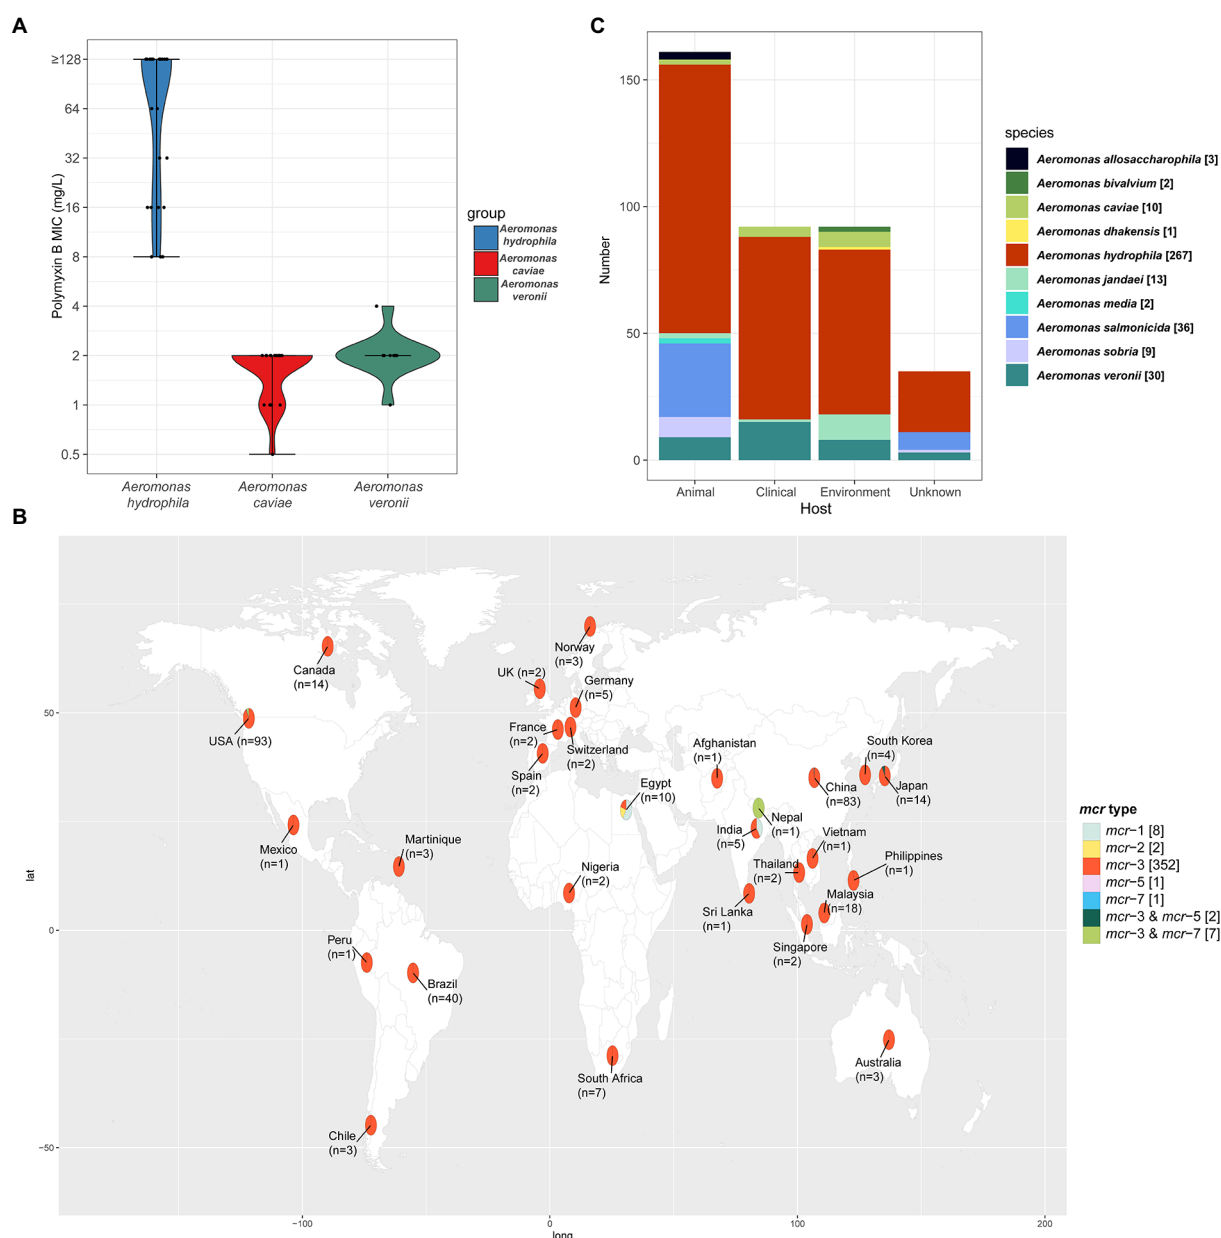 A
≥128
64
32
16
8
4
2
1
0.5
Polymyxin B MIC (mg/L)
Aeromonas
hydrophila
Aeromonas
caviae
Aeromonas
veronii
group
Aeromonas
hydrophila
Aeromonas
caviae
Aeromonas
veronii
C
150
100
50
0
Number
Animal
Clinical
Environment
Unknown
Host
species
Aeromonas allosaccharophila [3]
Aeromonas bivalvium [2]
Aeromonas caviae [10]
Aeromonas dhakensis [1]
Aeromonas hydrophila [267]
Aeromonas jandaei [13]
Aeromonas media [2]
Aeromonas salmonicida [36]
Aeromonas sobria [9]
Aeromonas veronii [30]
B
Norway
(n=3)
Canada
(n=14)
UK (n=2)
Germany
(n=5)
USA (n=93)
France
(n=2)
Switzerland
(n=2)
Spain
(n=2)
Afghanistan
(n=1)
South Korea
(n=4)
Japan
(n=14)
China
(n=83)
Egypt
(n=10)
Nepal
(n=1)
India
(n=5)
Vietnam
(n=1)
Mexico
(n=1)
Martinique
(n=3)
Nigeria
(n=2)
Thailand
(n=2)
Philippines
(n=1)
Sri Lanka
(n=1)
Malaysia
(n=18)
Singapore
(n=2)
Peru
(n=1)
Brazil
(n=40)
South Africa
(n=7)
Australia
(n=3)
Chile
(n=3)
50
0
−50
lat
−100
0
100
200
long
mcr type
mcr−1 [8]
mcr−2 [2]
mcr−3 [352]
mcr−5 [1]
mcr−7 [1]
mcr−3 & mcr−5 [2]
mcr−3 & mcr−7 [7]